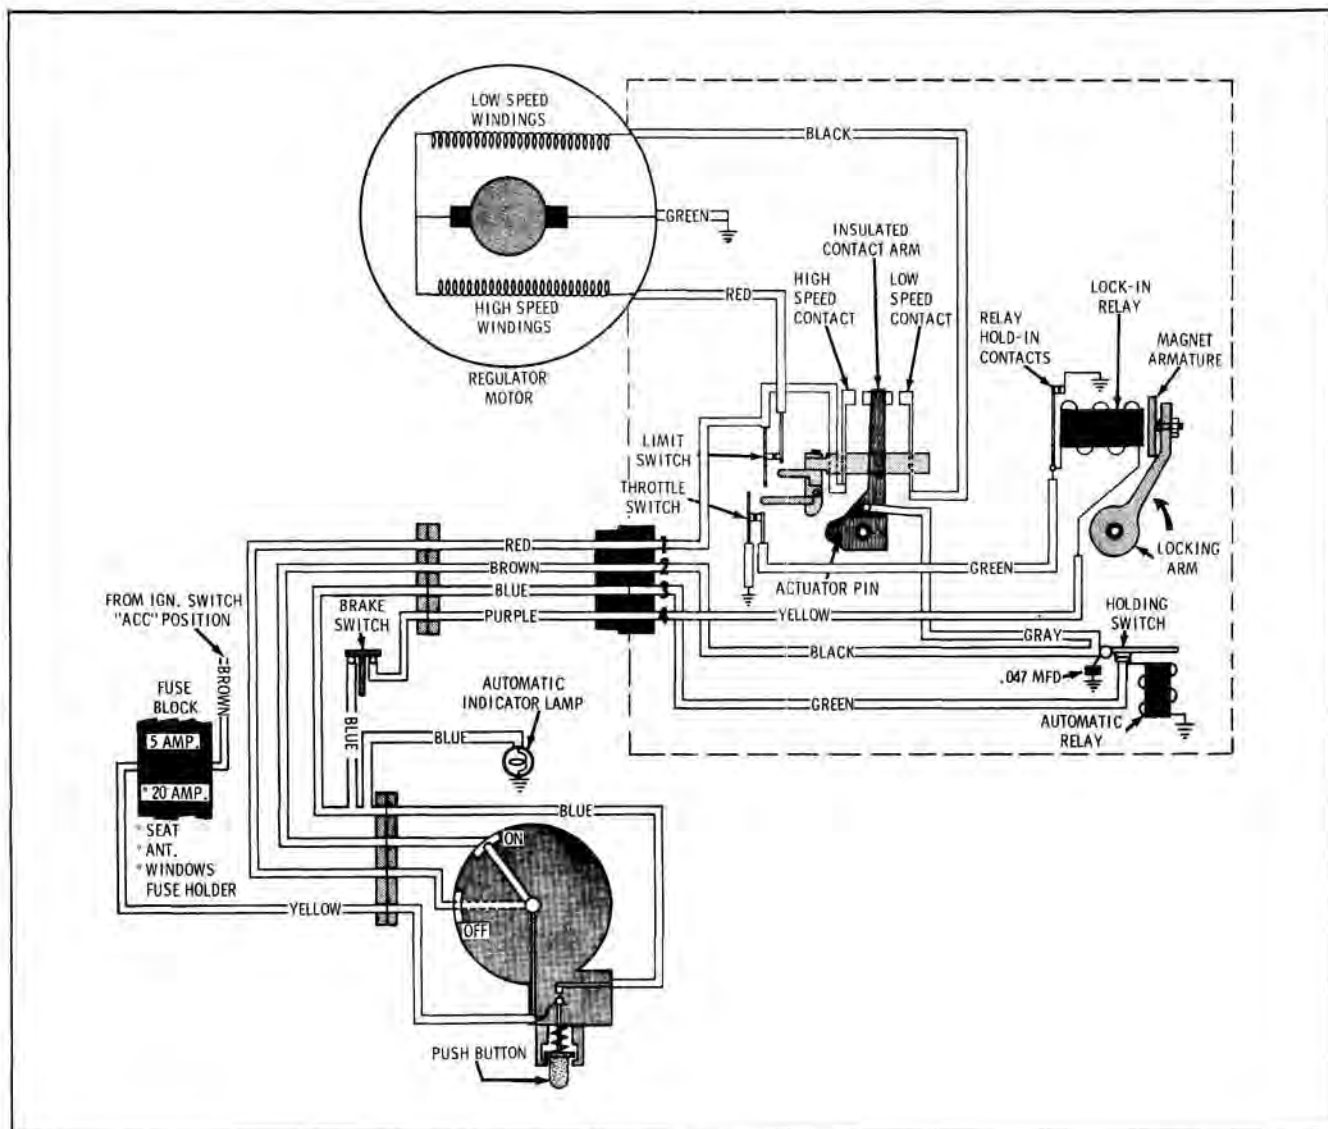 LOW SPEED
WINDINGS
BLACK
GREEN
INSULATED
CONTACT ARM
HIGH
SPEED
CONTACT
LOW
SPEED
CONTACT
LOCK-IN
RELAY
RED
HIGH SPEED
WINDINGS
RELAY
HOLD-IN
CONTACTS
MAGNET
ARMATURE
REGULATOR
MOTOR
LIMIT
SWITCH
THROTTLE
SWITCH
RED
1
BROWN
2
BLUE
3
PURPLE
4
ACTUATOR PIN
GREEN
LOCKING
ARM
FROM IGN. SWITCH
"ACC" POSITION
BRAKE
SWITCH
YELLOW
HOLDING
SWITCH
GRAY
BLACK
.047 MFD
BROWN
FUSE
BLOCK
AUTOMATIC
INDICATOR LAMP
GREEN
AUTOMATIC
RELAY
5 AMP.
BLUE
BLUE
* 20 AMP.
* SEAT
* ANT.
* WINDOWS
FUSE HOLDER
BLUE
ON
YELLOW
OFF
PUSH BUTTON